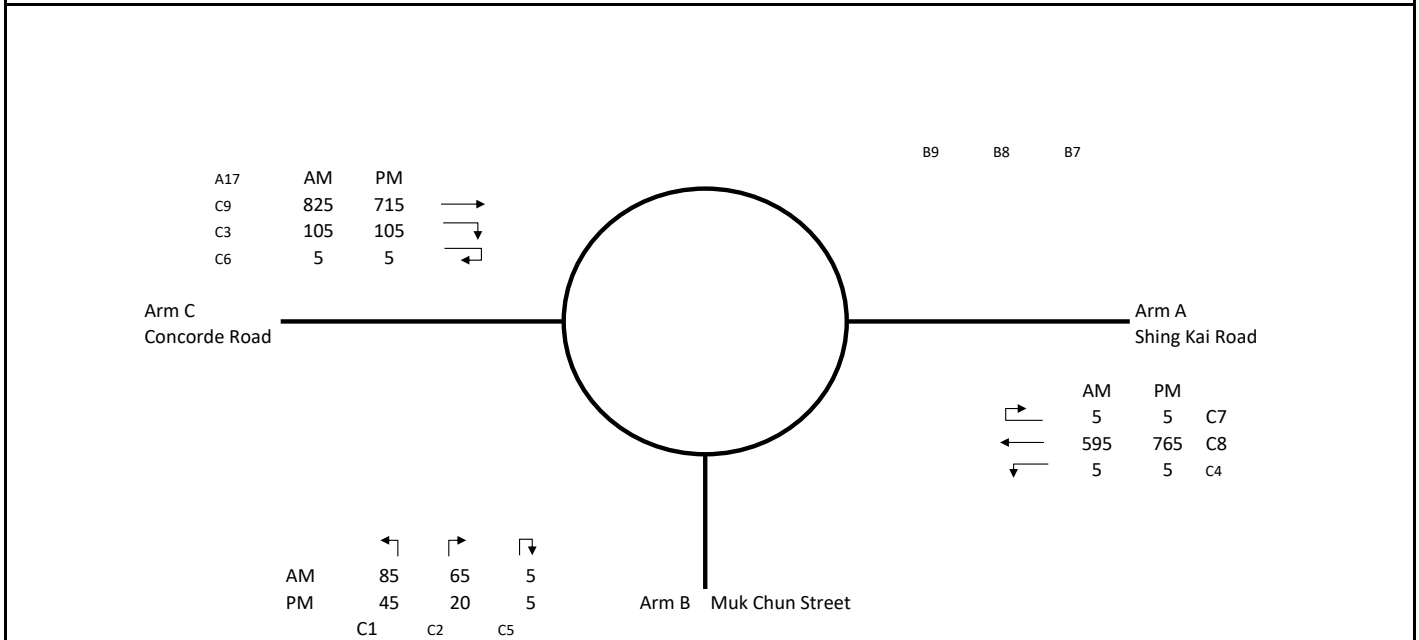 B9 B8 B7
A17 AM PM
C9 825 715
C3 105 105
C6 5 5
Arm C
Concorde Road
Arm A
Shing Kai Road
AM PM
5 5 C7
595 765 C8
5 5 C4
AM 85 65 5
PM 45 20 5
C1 C2 C5
Arm B Muk Chun Street